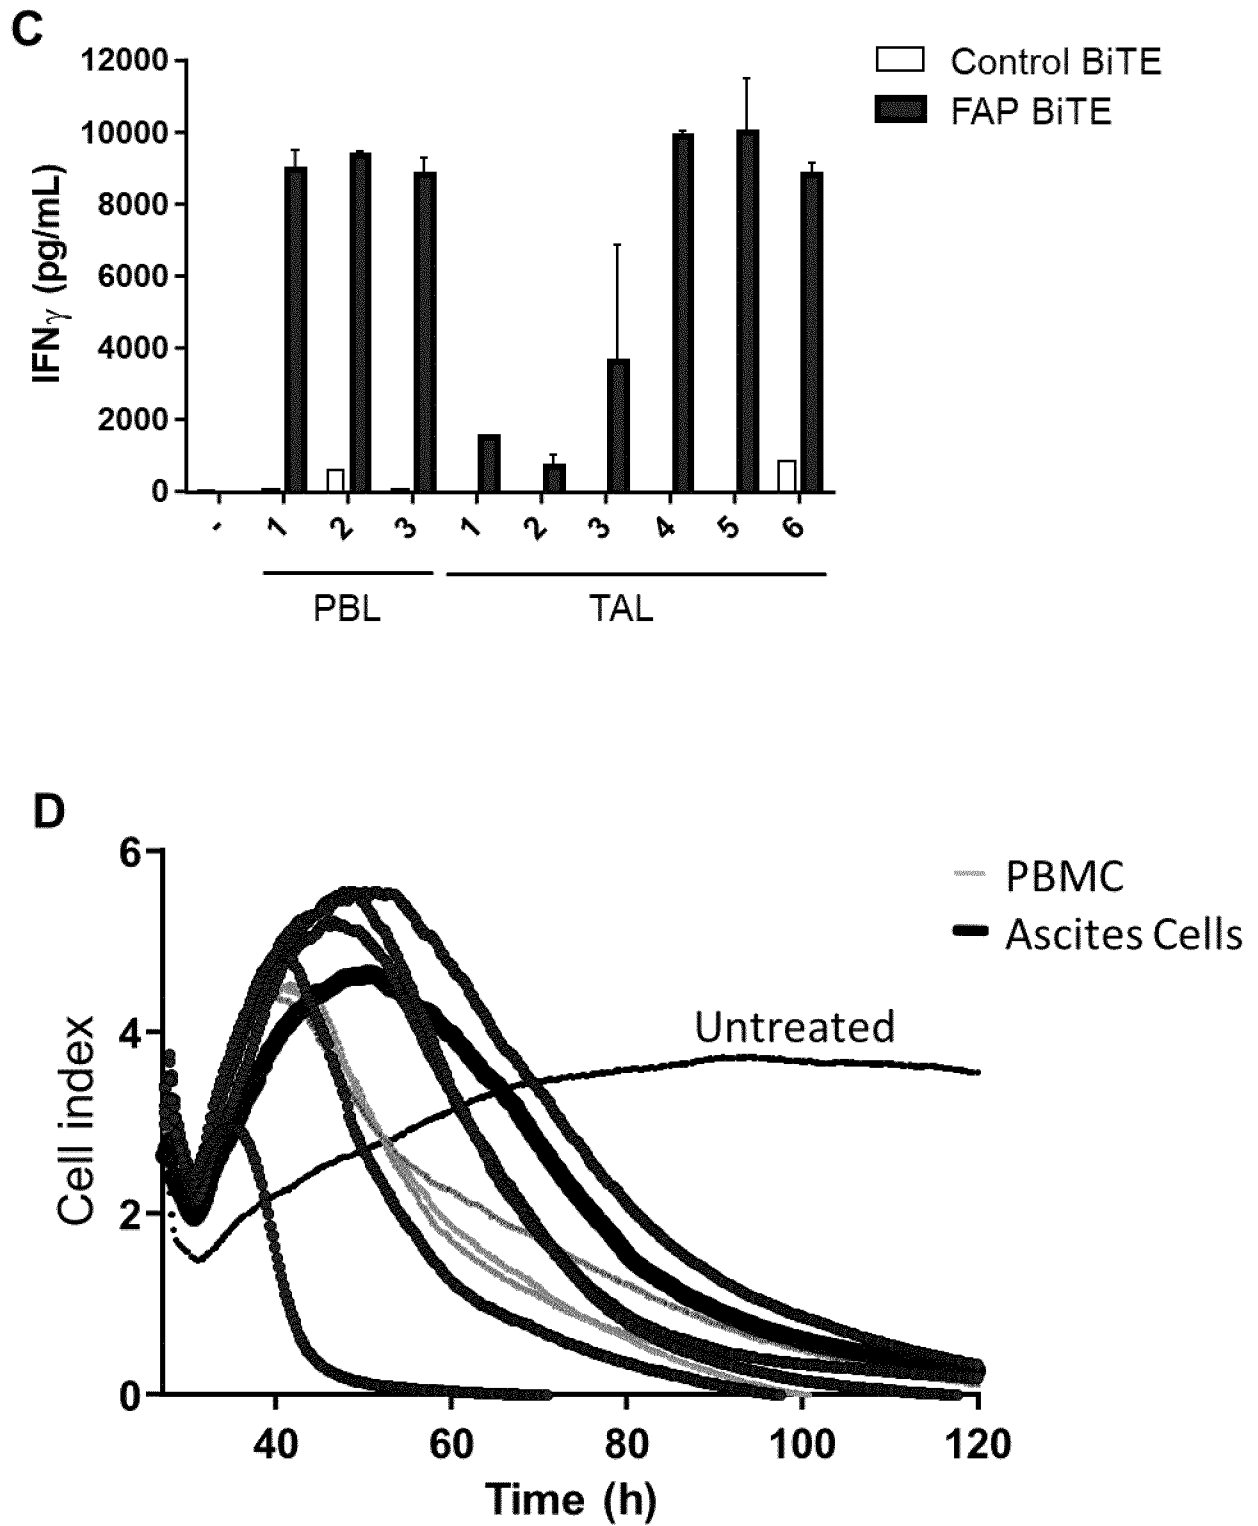 C
12000
10000
8000
6000
4000
2000
0
IFNγ (pg/mL)
Control BiTE
FAP BiTE
- 1 2 3 1 2 3 4 5 6
PBL TAL
D
6
4
2
0
Cell index
PBMC
Ascites Cells
Untreated
40 60 80 100 120
Time (h)